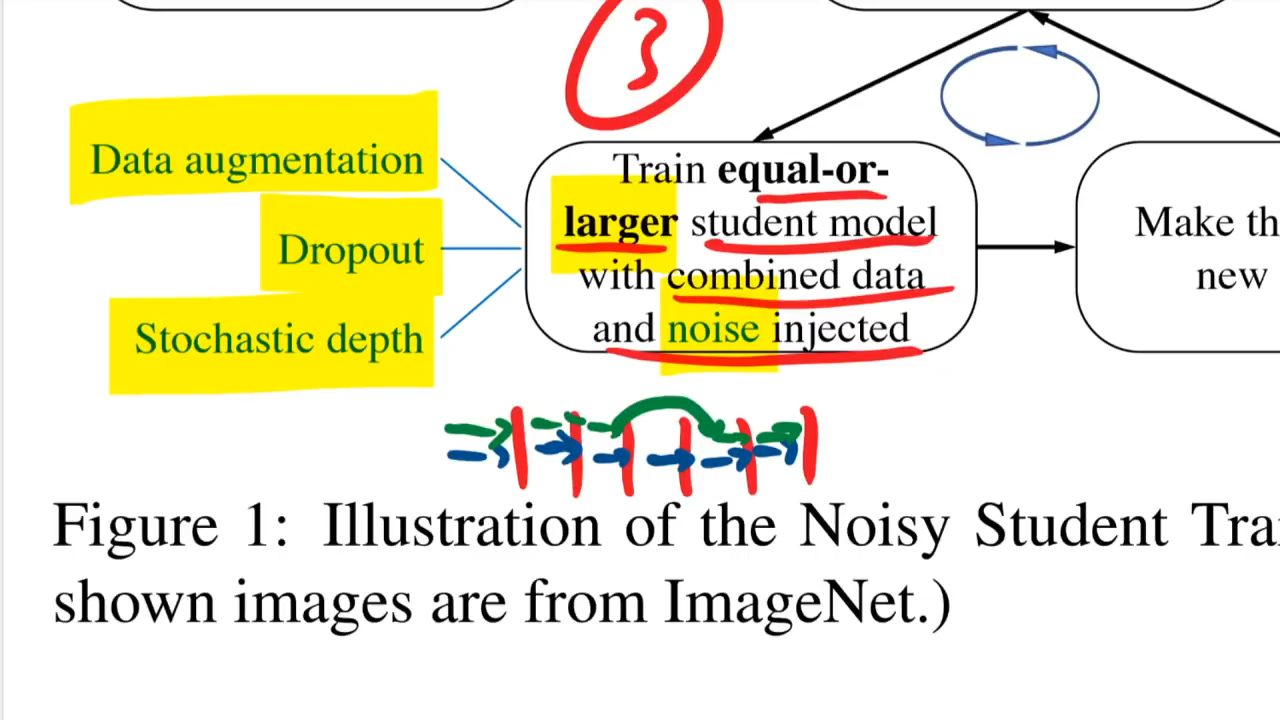 3
Data augmentation
Dropout
Stochastic depth
Train equal-or-
larger student model
with combined data
and noise injected
Make th
new
Figure 1: Illustration of the Noisy Student Tra
shown images are from ImageNet.)